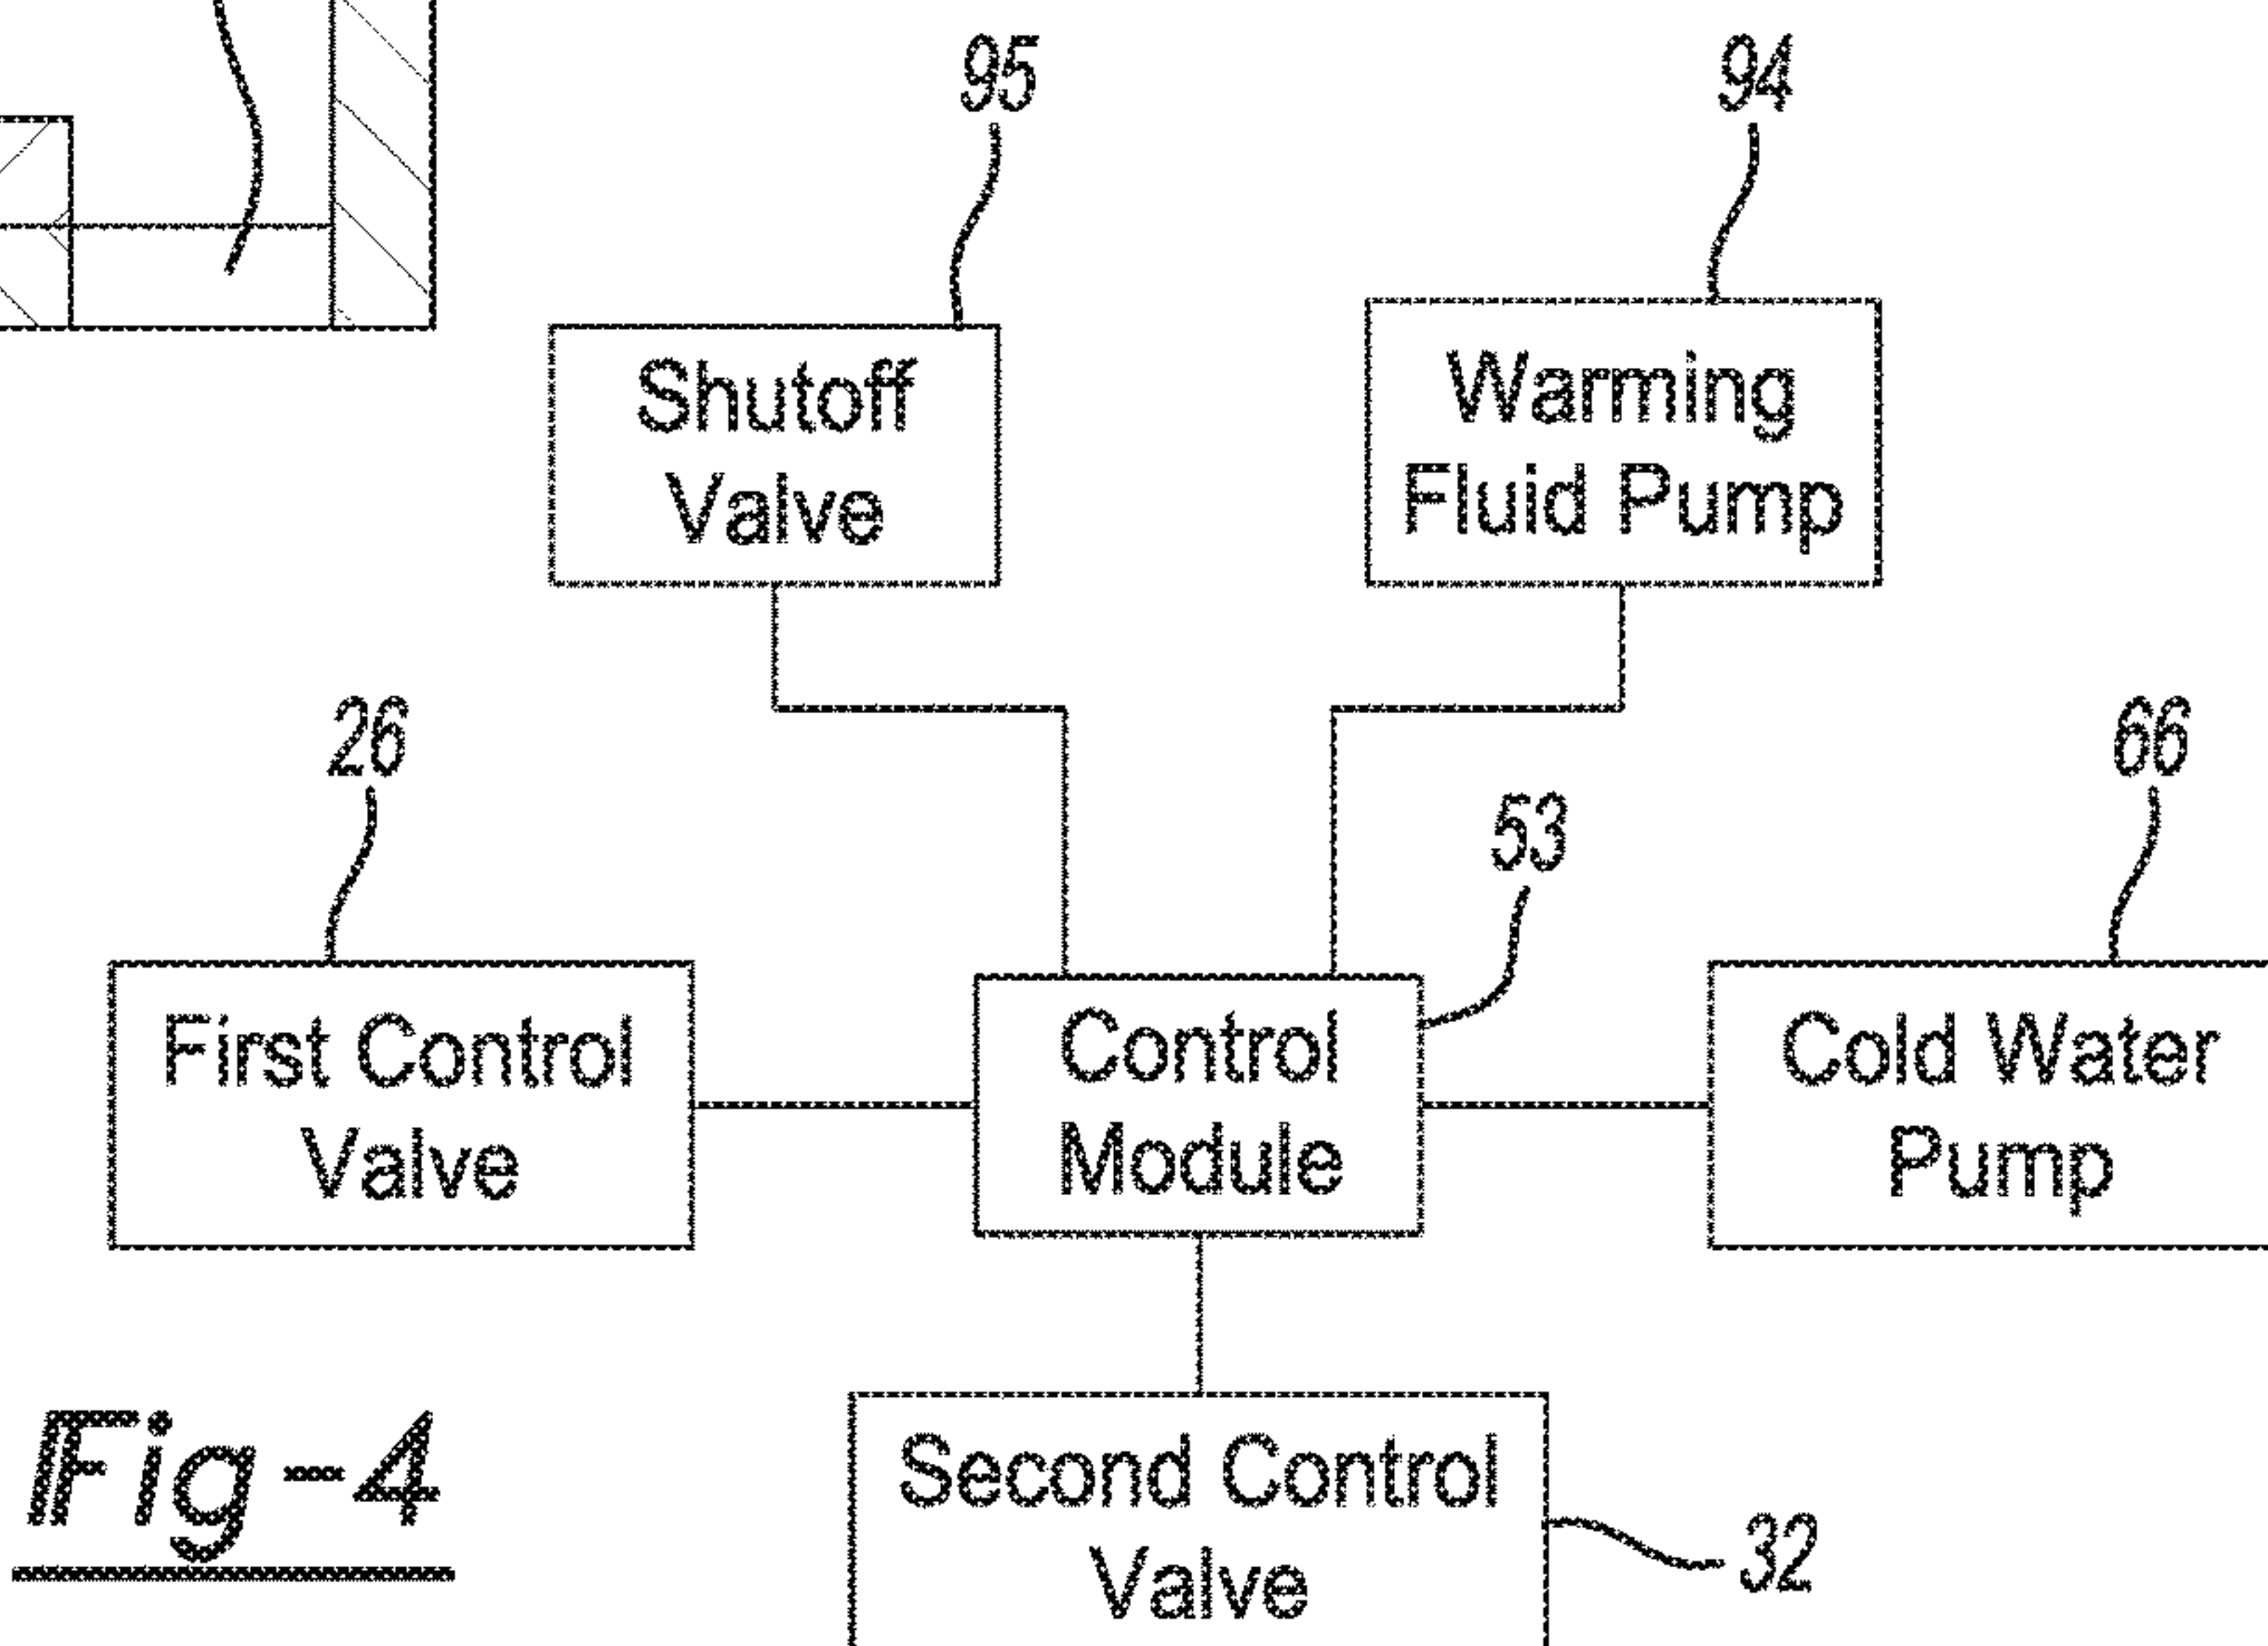 95
94
Shutoff
Valve
Warming
Fluid Pump
26
66
53
First Control
Valve
Control
Module
Cold Water
Pump
Second Control
Valve
32
Fig-4